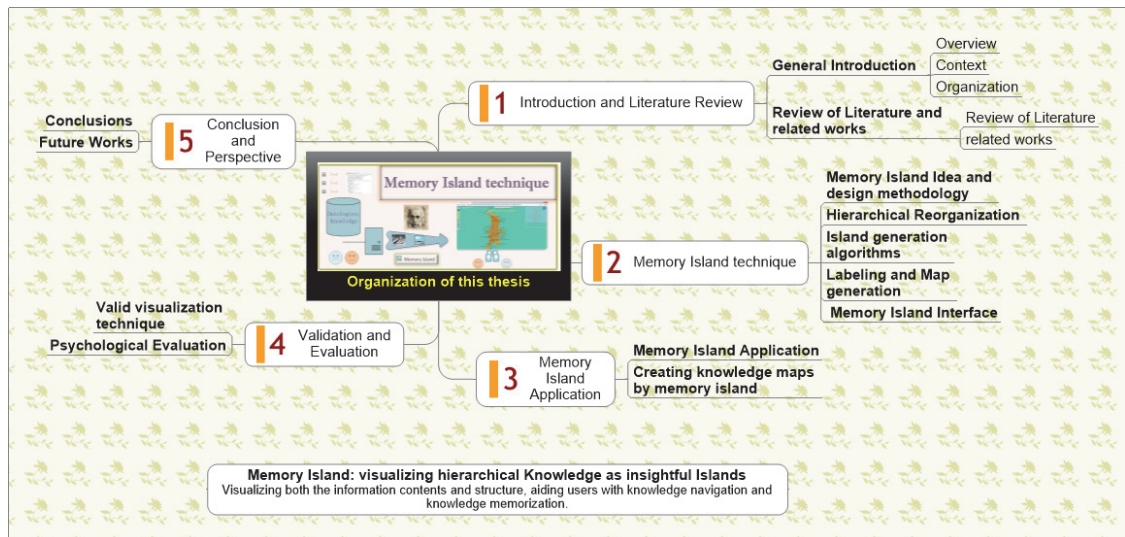 1 Introduction and Literature Review
General Introduction
Overview
Context
Organization
Review of Literature and
related works
Review of Literature
related works
2 Memory Island technique
Memory Island Idea and
design methodology
Hierarchical Reorganization
Island generation
algorithms
Labeling and Map
generation
Memory Island Interface
3 Memory
Island
Application
Memory Island Application
Creating knowledge maps
by memory island
4 Validation and
Evaluation
Valid visualization
technique
Psychological Evaluation
5 Conclusion
and
Perspective
Conclusions
Future Works
Memory Island technique
Memory Island
Organization of this thesis
Memory Island: visualizing hierarchical Knowledge as insightful Islands
Visualizing both the information contents and structure, aiding users with knowledge navigation and
knowledge memorization.